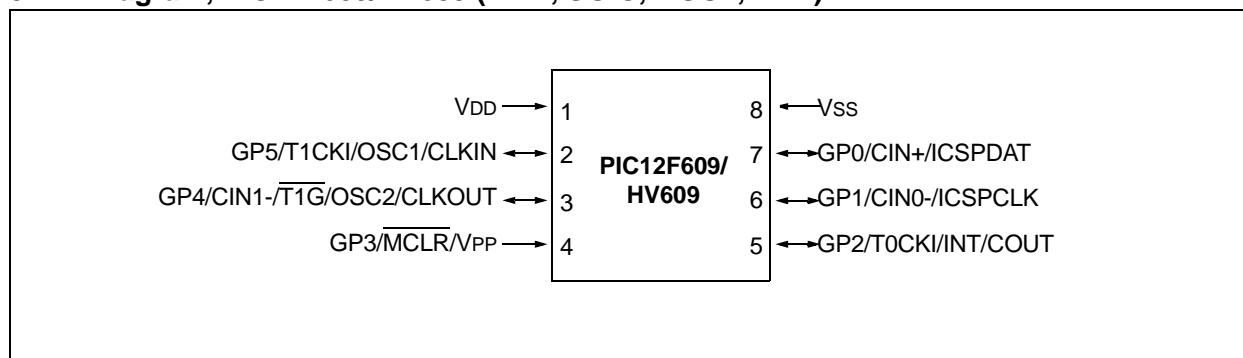 VDD
1
8
VSS
GP5/T1CKI/OSC1/CLKIN
2
PIC12F609/
HV609
7
GP0/CIN+/ICSPDAT
GP4/CIN1-/T1G/OSC2/CLKOUT
3
6
GP1/CIN0-/ICSPCLK
GP3/MCLR/VPP
4
5
GP2/T0CKI/INT/COUT